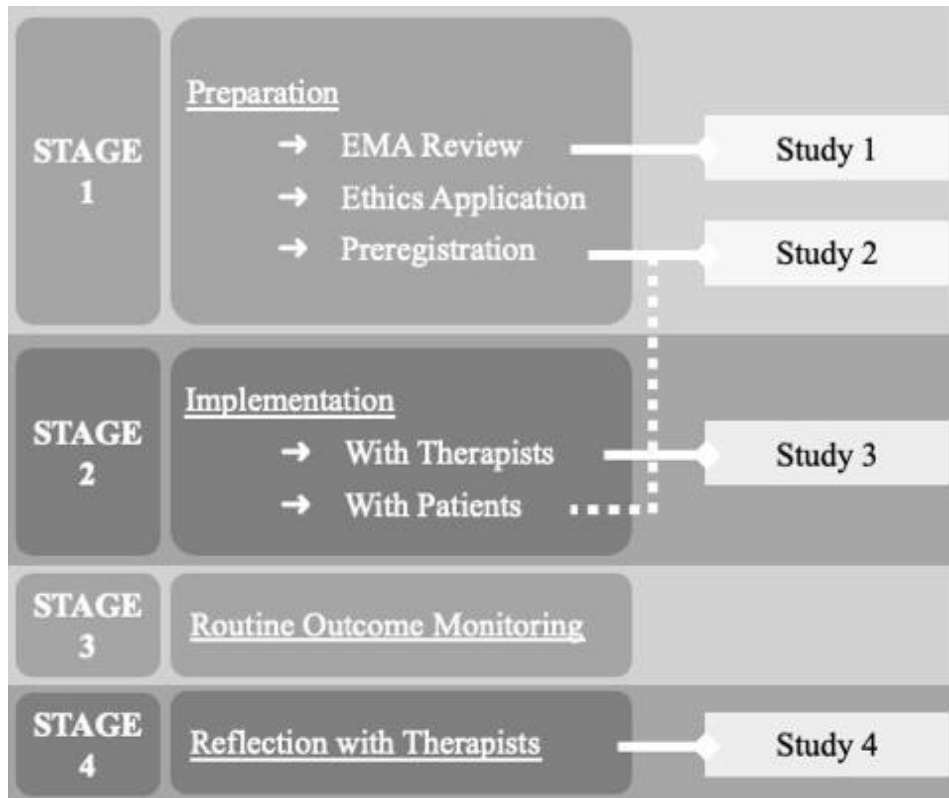 STAGE
1
Preparation
➔ EMA Review
➔ Ethics Application
➔ Preregistration
Study 1
Study 2
STAGE
2
Implementation
➔ With Therapists
➔ With Patients
Study 3
STAGE
3
Routine Outcome Monitoring
STAGE
4
Reflection with Therapists
Study 4